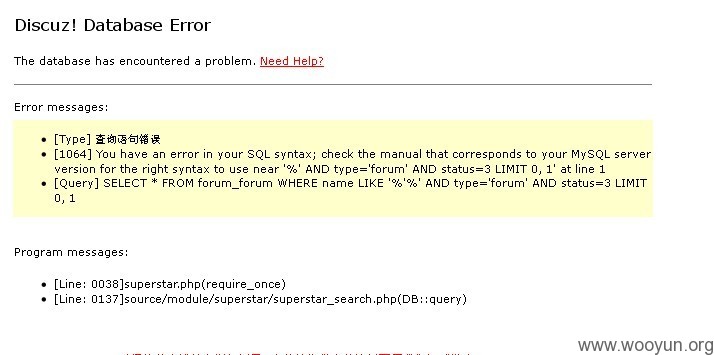 Discuz! Database Error
The database has encountered a problem. Need Help?
Error messages:
[Type] 查询语句错误
[1064] You have an error in your SQL syntax; check the manual that corresponds to your MySQL server
version for the right syntax to use near '%' AND type='forum' AND status=3 LIMIT 0, 1' at line 1
[Query] SELECT * FROM forum_forum WHERE name LIKE '%'%' AND type='forum' AND status=3 LIMIT
0, 1
Program messages:
[Line: 0038]superstar.php(require_once)
[Line: 0137]source/module/superstar/superstar_search.php(DB::query)
www.wooyun.org